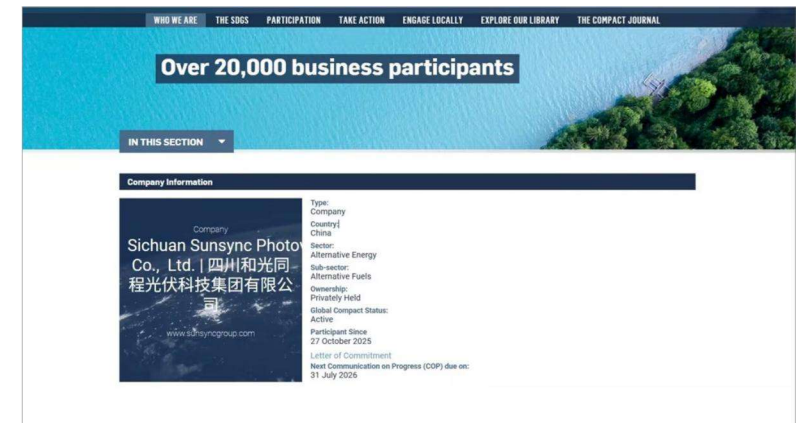 WHO WE ARE THE SDGS PARTICIPATION TAKE ACTION ENGAGE LOCALLY EXPLORE OUR LIBRARY THE COMPACT JOURNAL
Over 20,000 business participants
IN THIS SECTION
Company Information
Company
Sichuan Sunsync Photov
Co., Ltd. | 四川和光同
程光伏科技集团有限公
司
www.sunsyncgroup.com
Type:
Company
Country:
China
Sector:
Alternative Energy
Sub-sector:
Alternative Fuels
Ownership:
Privately Held
Global Compact Status:
Active
Participant Since
27 October 2025
Letter of Commitment
Next Communication on Progress (COP) due on:
31 July 2026